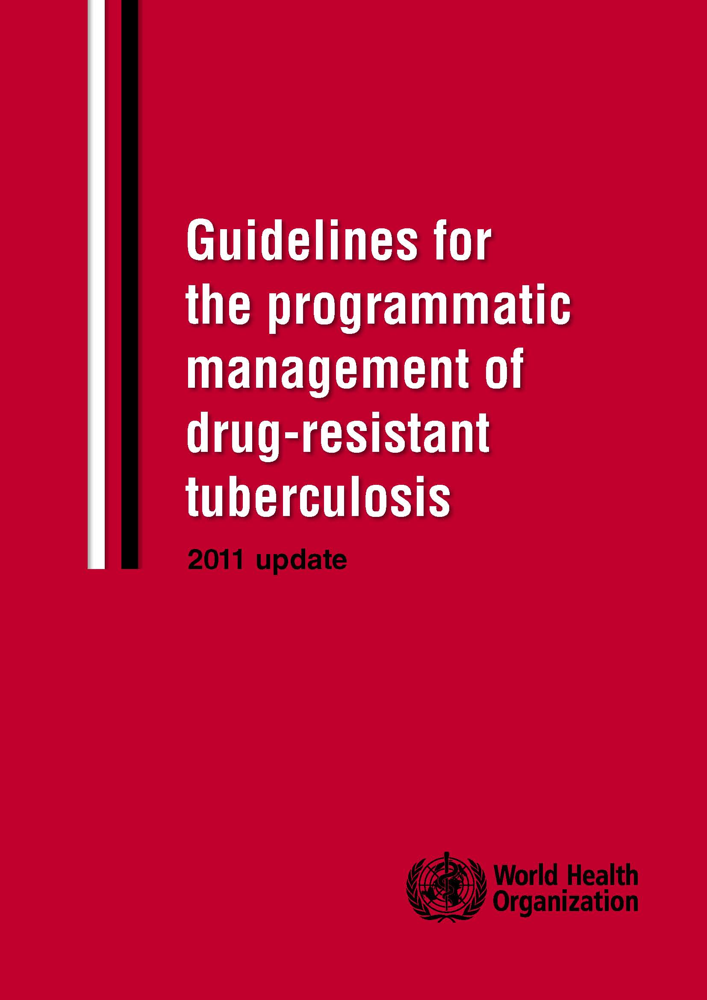 Guidelines for
the programmatic
management of
drug-resistant
tuberculosis
2011 update
World Health
Organization